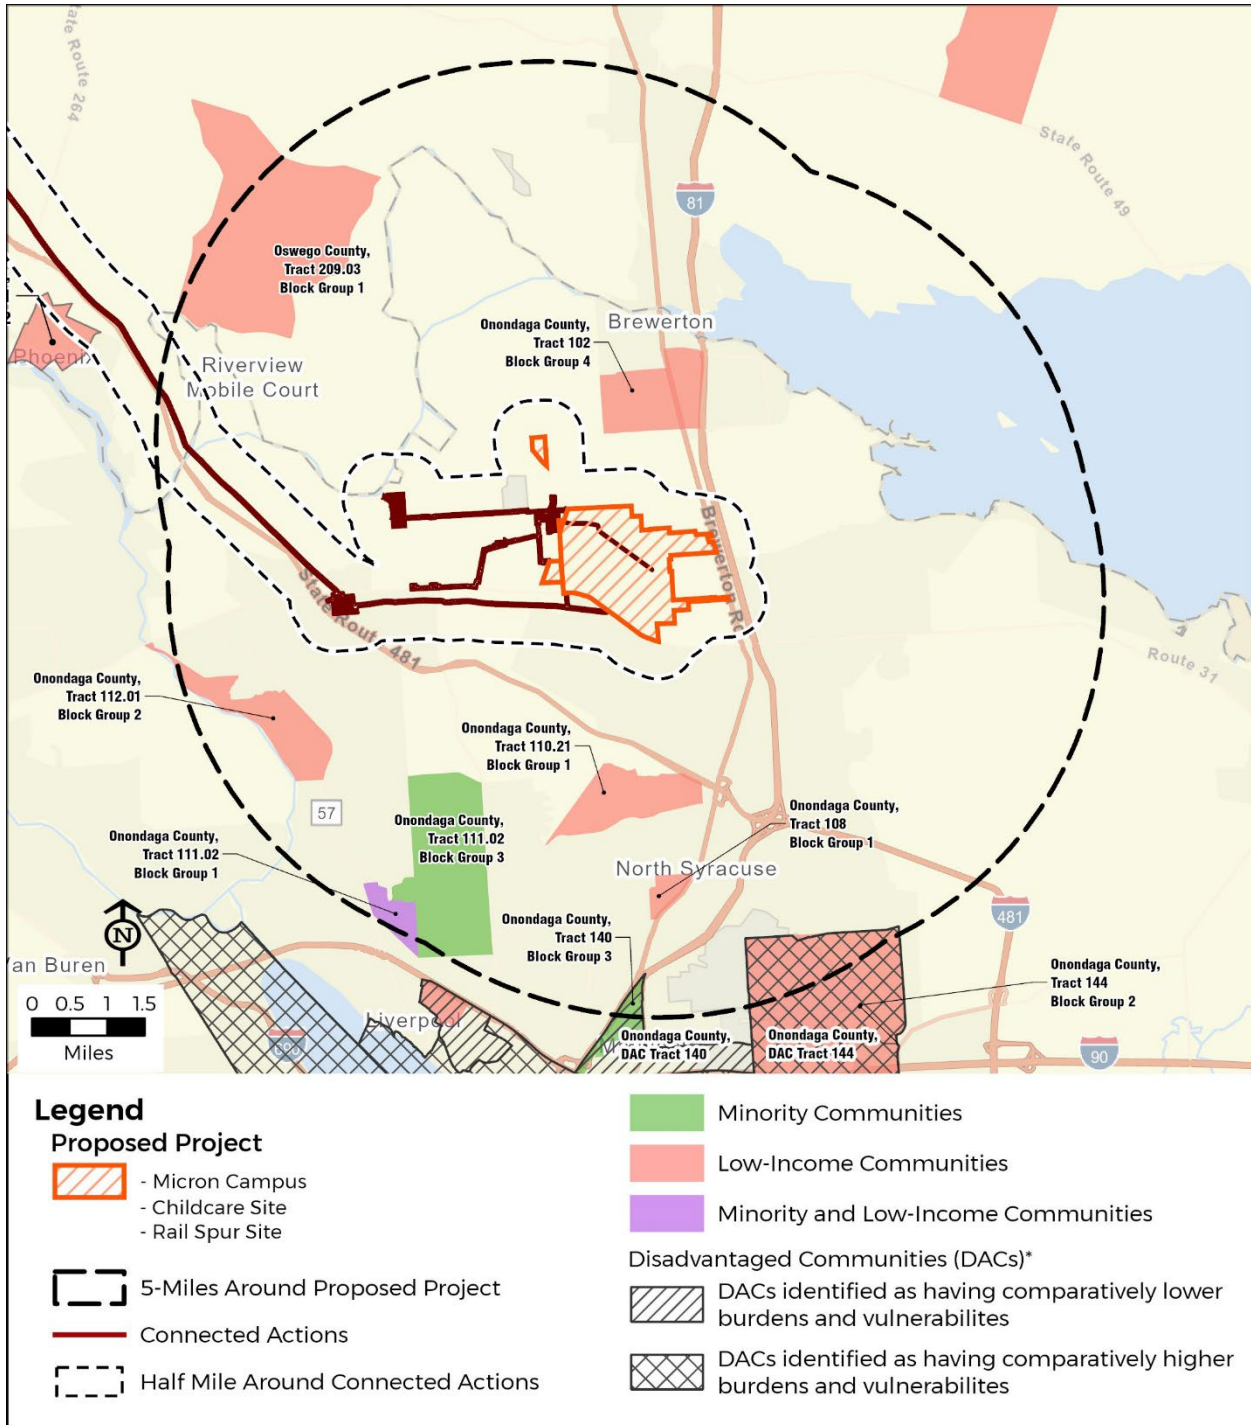 State Route 264
State Route 49
81
Oswego County,
Tract 209.03
Block Group 1
Onondaga County,
Tract 102
Block Group 4
Brewerton
Phoenix
Riverview
Mobile Court
Brewerton Rd
State Route 481
Route 31
Onondaga County,
Tract 112.01
Block Group 2
Onondaga County,
Tract 110.21
Block Group 1
57
Onondaga County,
Tract 111.02
Block Group 3
Onondaga County,
Tract 108
Block Group 1
Onondaga County,
Tract 111.02
Block Group 1
North Syracuse
481
Onondaga County,
Tract 140
Block Group 3
N
Van Buren
Onondaga County,
Tract 144
Block Group 2
0 0.5 1 1.5
Miles
Liverpool
690
Onondaga County,
DAC Tract 140
Onondaga County,
DAC Tract 144
90
Legend
Proposed Project
- Micron Campus
- Childcare Site
- Rail Spur Site
5-Miles Around Proposed Project
Connected Actions
Half Mile Around Connected Actions
Minority Communities
Low-Income Communities
Minority and Low-Income Communities
Disadvantaged Communities (DACs)*
DACs identified as having comparatively lower
burdens and vulnerabilites
DACs identified as having comparatively higher
burdens and vulnerabilites